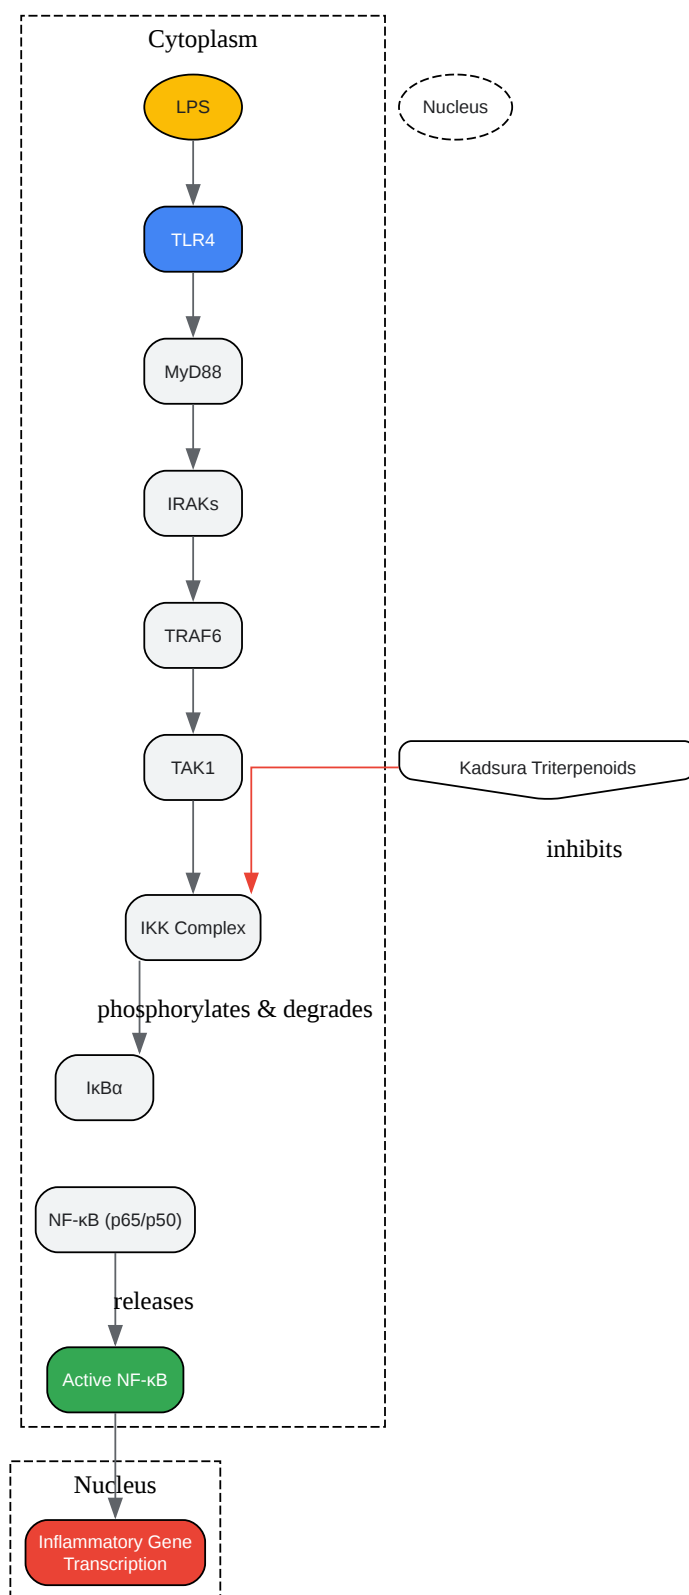 Cytoplasm
LPS
Nucleus
TLR4
MyD88
IRAKs
TRAF6
TAK1
Kadsura Triterpenoids
inhibits
IKK Complex
phosphorylates & degrades
IκBα
NF-κB (p65/p50)
releases
Active NF-κB
Nucleus
Inflammatory Gene
Transcription